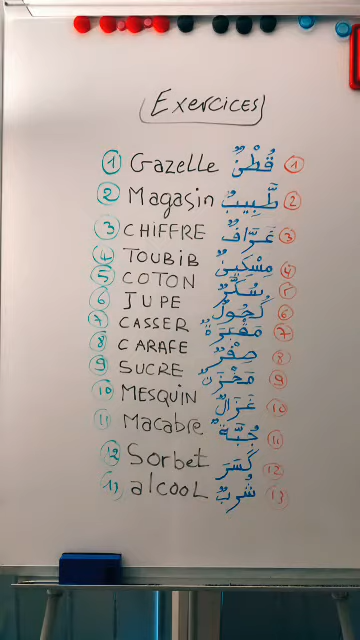 Exercices
1 Gazelle قُطْنٌ 1
2 Magasin طَبِيبٌ 2
3 CHIFFRE غَرَّافٌ 3
4 TOUBIB مِسْكِينٌ 4
5 COTON سُكَّرٌ 5
6 JUPE كُحُولٌ 6
7 CASSER مَقْبَرَةٌ 7
8 CARAFE صِفْرٌ 8
9 SUCRE مَخْزَنٌ 9
10 MESQUIN غَزَالٌ 10
11 Macabre جُبَّةٌ 11
12 Sorbet كَسَرَ 12
13 alcool شُربٌ 13